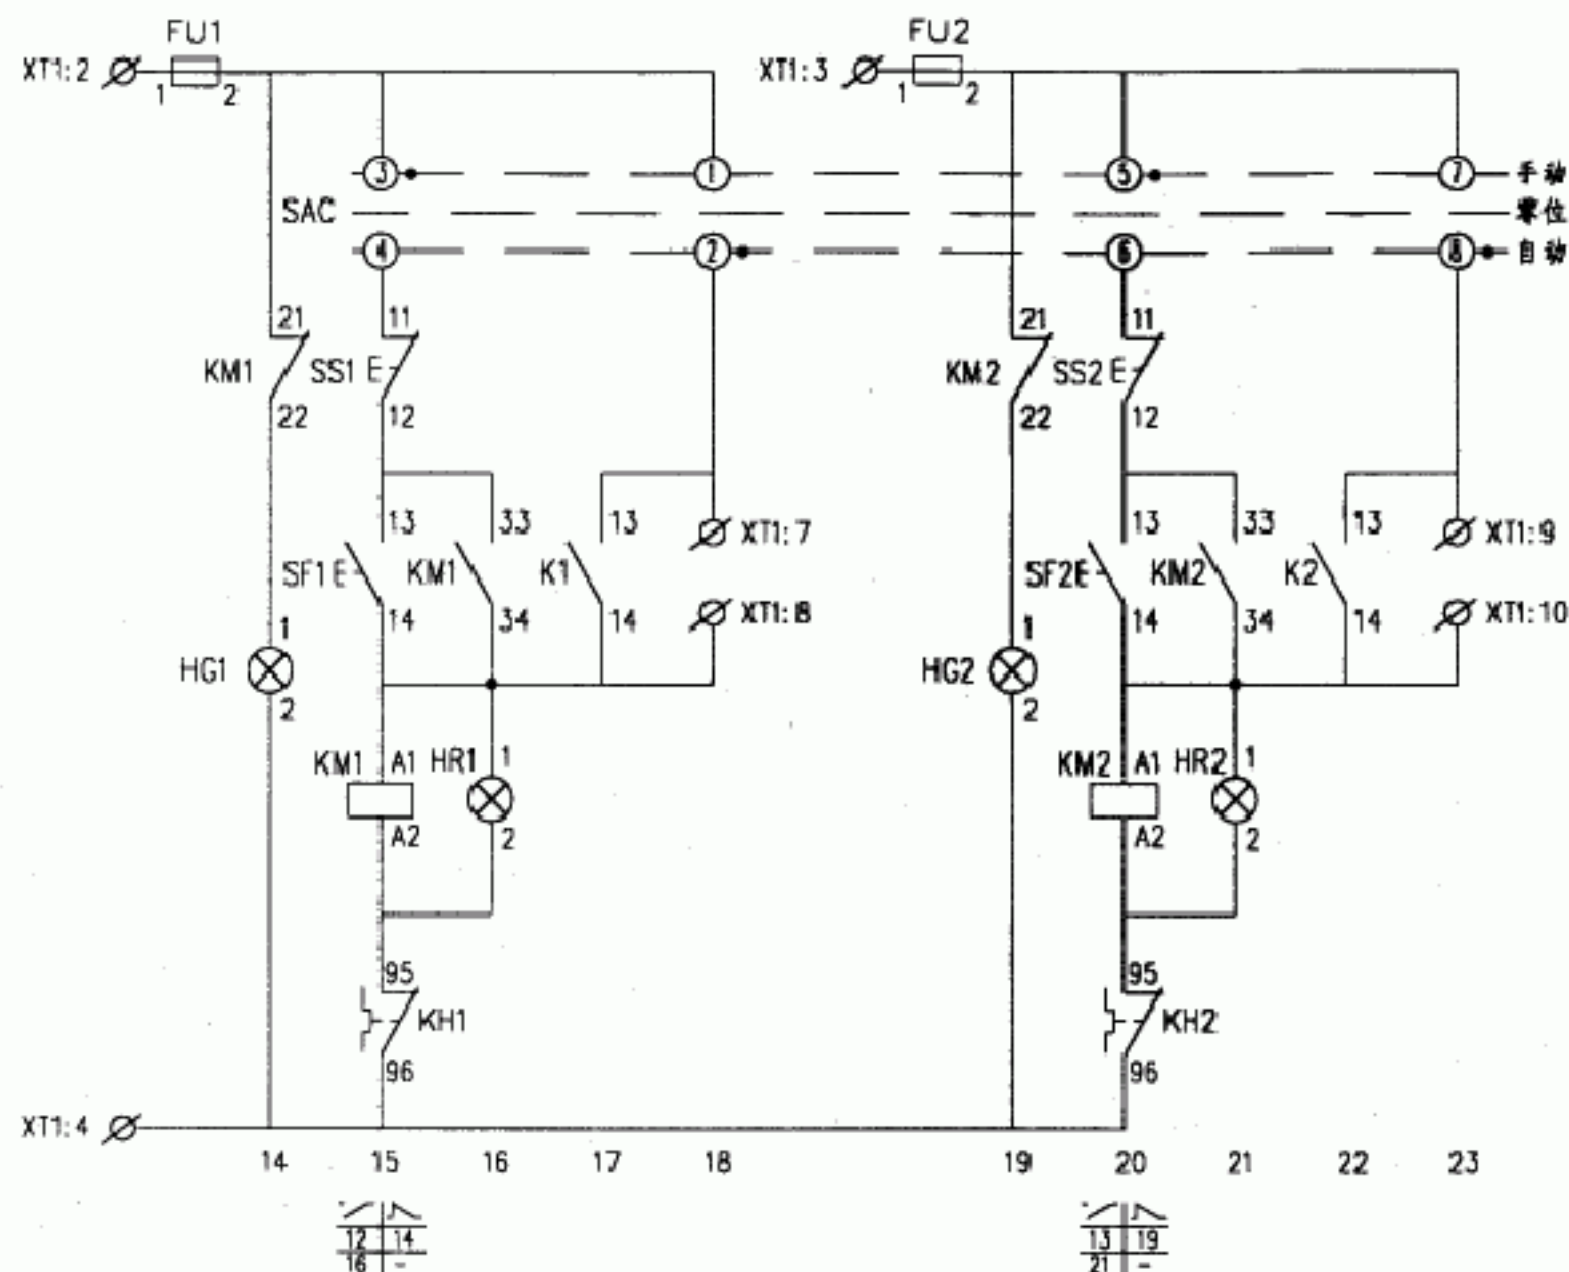 FU1 FU2
XT1:2 1 2 XT1:3 1 2
3 1 5 7 手动
SAC 零位
4 2 6 8 自动
21 11 21 11
KM1 SS1 E KM2 SS2 E
22 12 22 12
13 33 13 XT1:7 13 33 13 XT1:9
SF1 E KM1 K1 SF2 E KM2 K2
1 14 34 14 XT1:8 1 14 34 14 XT1:10
HG1 HG2
2 2
KM1 A1 HR1 1 KM2 A1 HR2 1
A2 2 A2 2
95 95
KH1 KH2
96 96
XT1:4
14 15 16 17 18 19 20 21 22 23
12 14 13 19
16 - 21 -